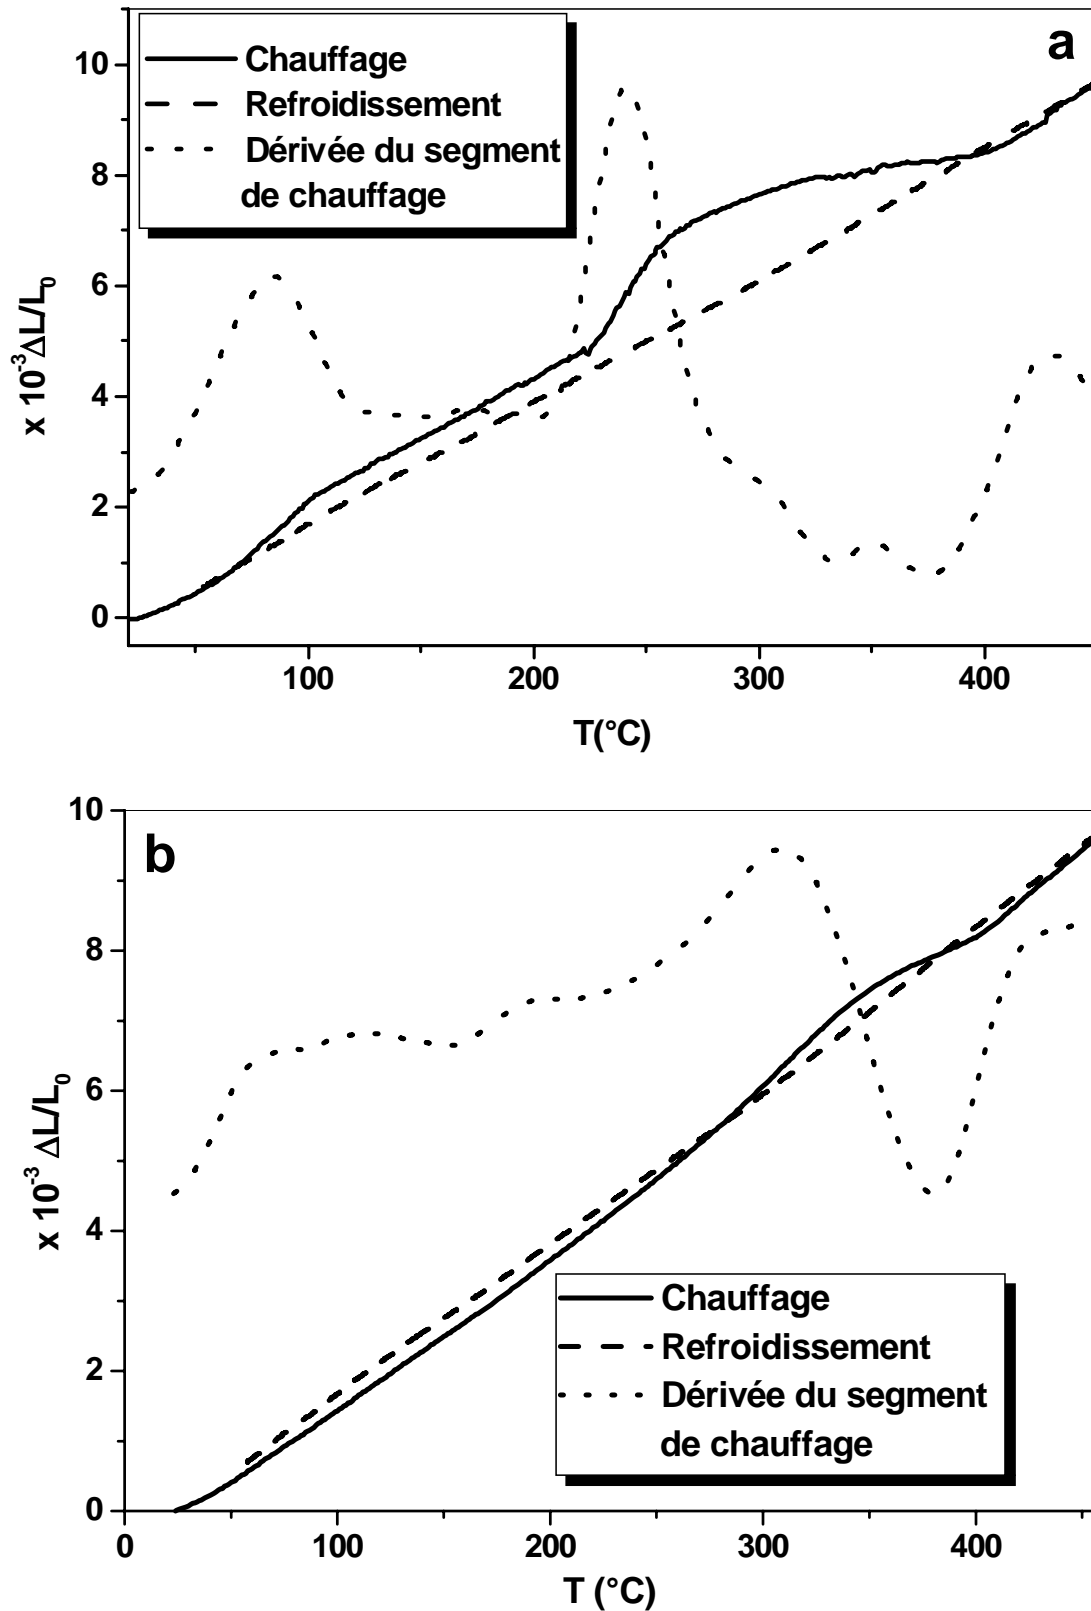 a
Chauffage
Refroidissement
Dérivée du segment
de chauffage
10
8
6
4
2
0
x 10⁻³ΔL/L₀
100
200
300
400
T(°C)
b
10
8
6
4
2
0
x 10⁻³ ΔL/L₀
Chauffage
Refroidissement
Dérivée du segment
de chauffage
0
100
200
300
400
T (°C)